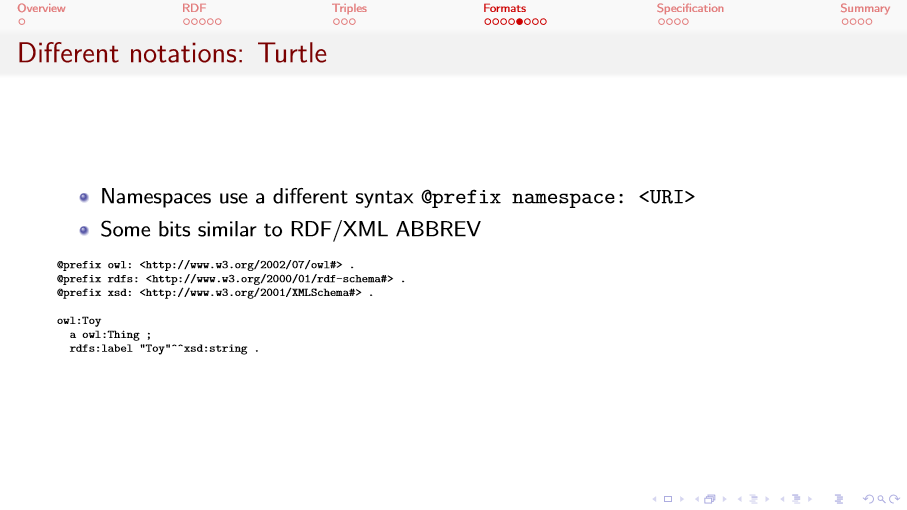 Overview RDF Triples Formats Specification Summary
Different notations: Turtle
Namespaces use a different syntax @prefix namespace: <URI>
Some bits similar to RDF/XML ABBREV
@prefix owl: <http://www.w3.org/2002/07/owl#> .
@prefix rdfs: <http://www.w3.org/2000/01/rdf-schema#> .
@prefix xsd: <http://www.w3.org/2001/XMLSchema#> .
owl:Toy
a owl:Thing ;
rdfs:label "Toy"^^xsd:string .